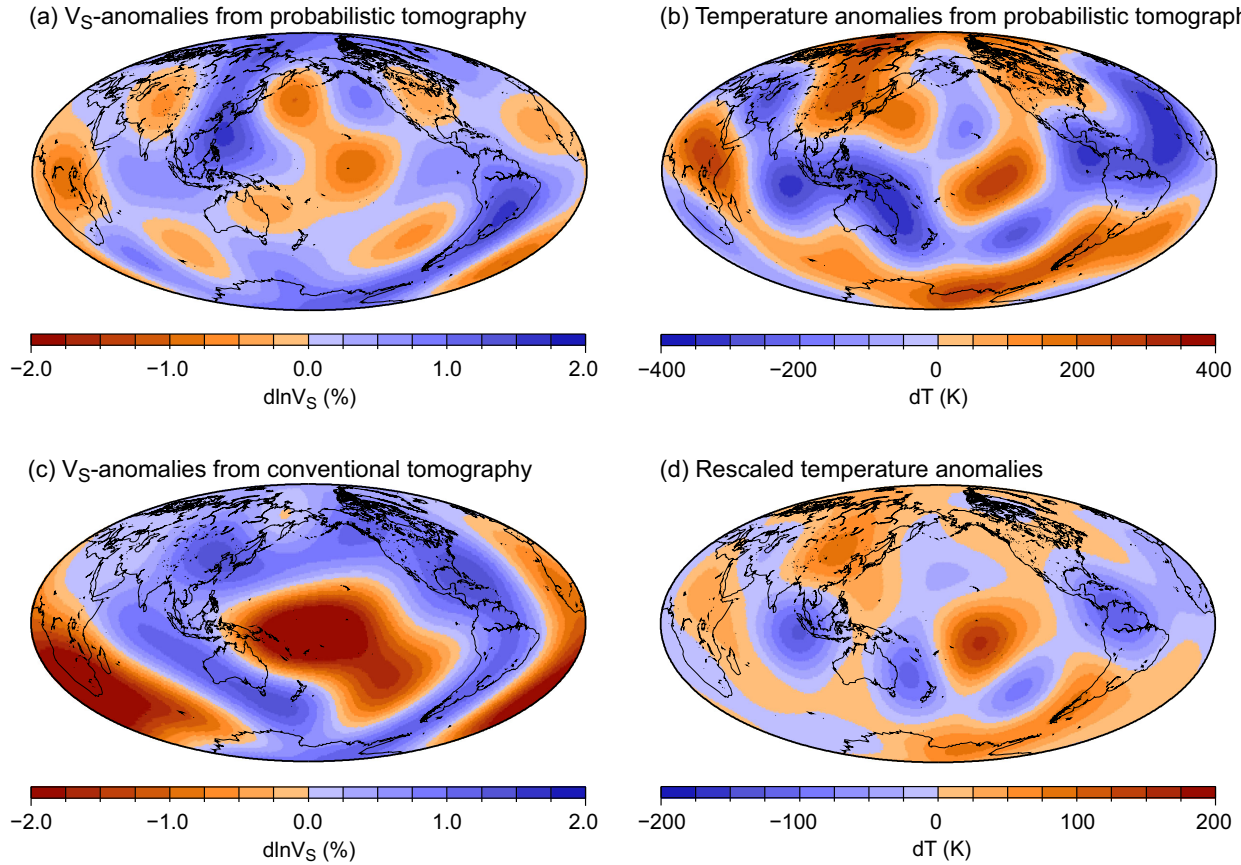 (a) V_S-anomalies from probabilistic tomography
(b) Temperature anomalies from probabilistic tomograph
−2.0 −1.0 0.0 1.0 2.0
dlnV_S (%)
−400 −200 0 200 400
dT (K)
(c) V_S-anomalies from conventional tomography
(d) Rescaled temperature anomalies
−2.0 −1.0 0.0 1.0 2.0
dlnV_S (%)
−200 −100 0 100 200
dT (K)